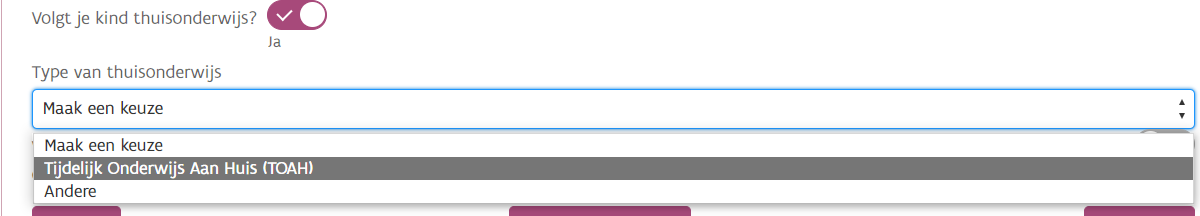 Volgt je kind thuisonderwijs?
Ja
Type van thuisonderwijs
Maak een keuze
Maak een keuze
Tijdelijk Onderwijs Aan Huis (TOAH)
Andere